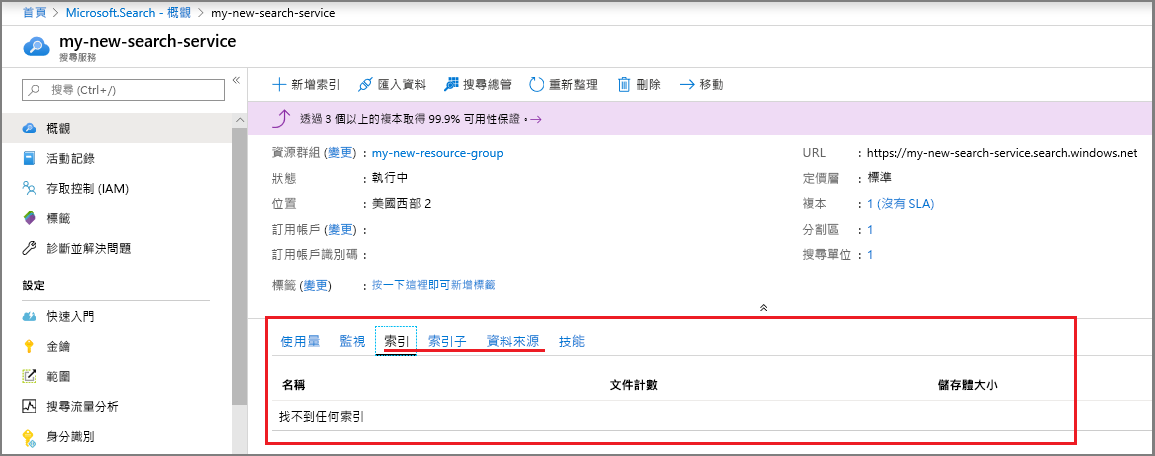 首頁 > Microsoft.Search - 概觀 > my-new-search-service
my-new-search-service
搜尋服務
搜尋 (Ctrl+/)
概觀
活動記錄
存取控制 (IAM)
標籤
診斷並解決問題
設定
快速入門
金鑰
範圍
搜尋流量分析
身分識別
新增索引 匯入資料 搜尋總管 重新整理 刪除 移動
透過 3 個以上的複本取得 99.9% 可用性保證。→
資源群組 (變更) : my-new-resource-group
狀態 : 執行中
位置 : 美國西部 2
訂用帳戶 (變更) :
訂用帳戶識別碼 :
標籤 (變更) : 按一下這裡即可新增標籤
URL : https://my-new-search-service.search.windows.net
定價層 : 標準
複本 : 1 (沒有 SLA)
分割區 : 1
搜尋單位 : 1
使用量 監視 索引 索引子 資料來源 技能
名稱 文件計數 儲存體大小
找不到任何索引